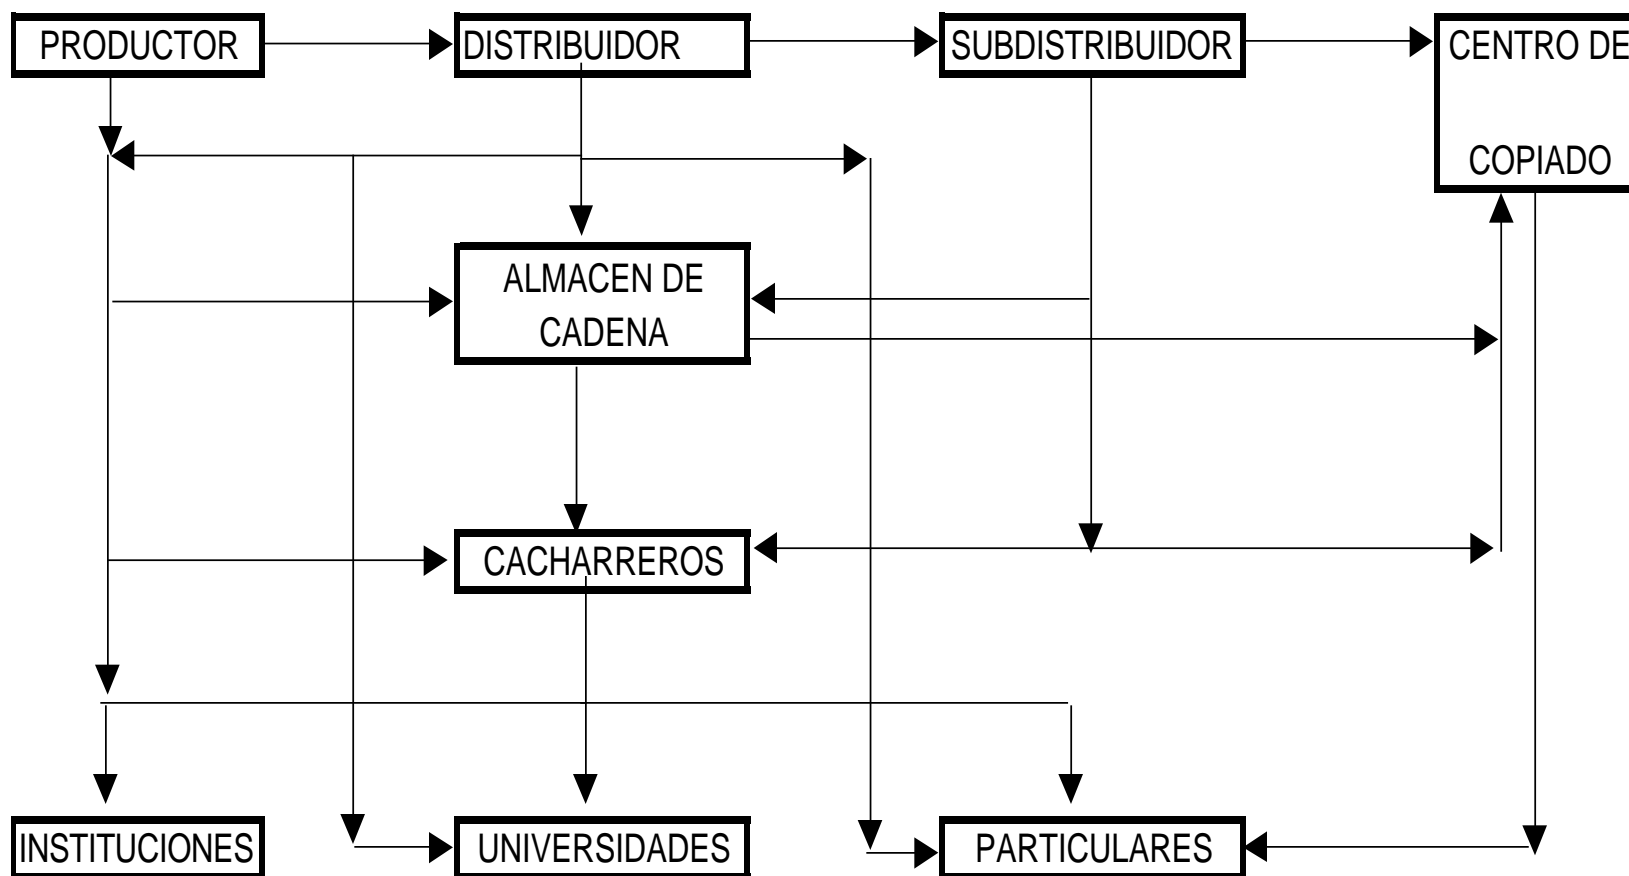 PRODUCTOR
DISTRIBUIDOR
SUBDISTRIBUIDOR
CENTRO DE
COPIADO
ALMACEN DE
CADENA
CACHARREROS
INSTITUCIONES
UNIVERSIDADES
PARTICULARES